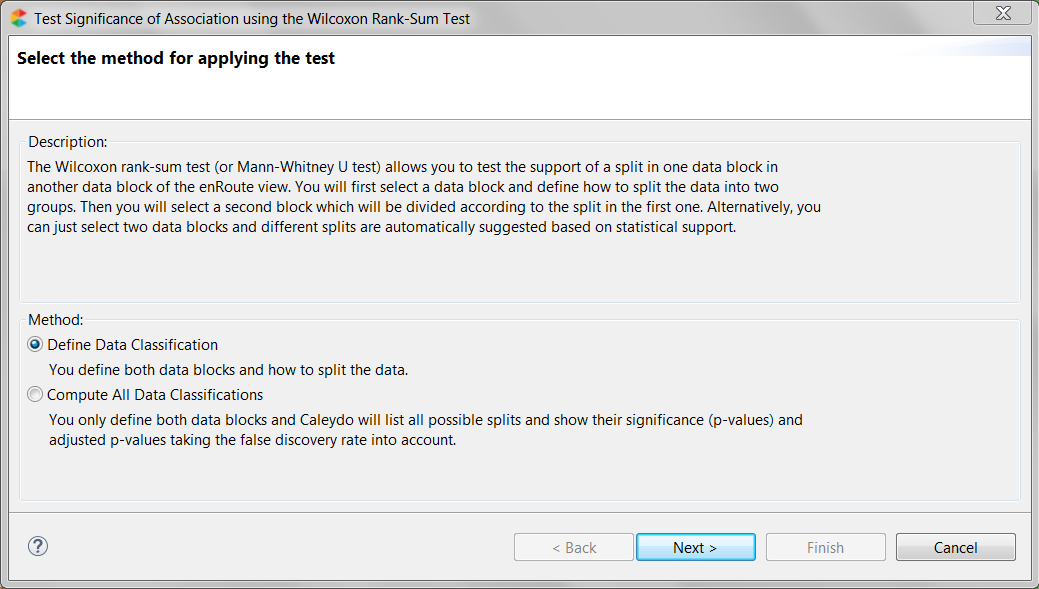 Test Significance of Association using the Wilcoxon Rank-Sum Test
Select the method for applying the test
Description:
The Wilcoxon rank-sum test (or Mann-Whitney U test) allows you to test the support of a split in one data block in
another data block of the enRoute view. You will first select a data block and define how to split the data into two
groups. Then you will select a second block which will be divided according to the split in the first one. Alternatively, you
can just select two data blocks and different splits are automatically suggested based on statistical support.
Method:
Define Data Classification
You define both data blocks and how to split the data.
Compute All Data Classifications
You only define both data blocks and Caleydo will list all possible splits and show their significance (p-values) and
adjusted p-values taking the false discovery rate into account.
?
< Back
Next >
Finish
Cancel